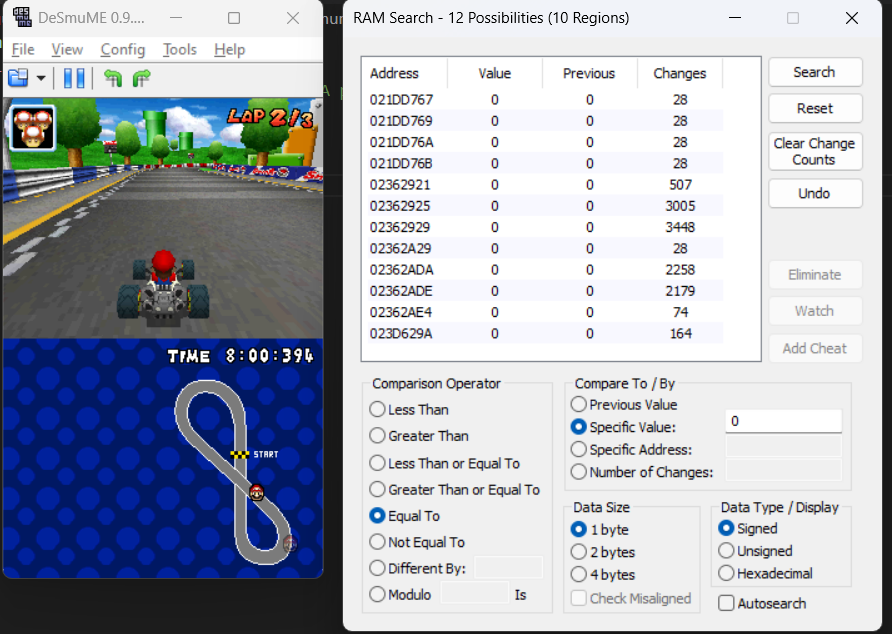 DeSmuME 0.9....
File View Config Tools Help
LAP 2/3
TIME 8:00:394
START
RAM Search - 12 Possibilities (10 Regions)
Address Value Previous Changes
021DD767 0 0 28
021DD769 0 0 28
021DD76A 0 0 28
021DD76B 0 0 28
02362921 0 0 507
02362925 0 0 3005
02362929 0 0 3448
02362A29 0 0 28
02362ADA 0 0 2258
02362ADE 0 0 2179
02362AE4 0 0 74
023D629A 0 0 164
Search
Reset
Clear Change
Counts
Undo
Eliminate
Watch
Add Cheat
Comparison Operator
Less Than
Greater Than
Less Than or Equal To
Greater Than or Equal To
Equal To
Not Equal To
Different By:
Modulo Is
Compare To / By
Previous Value
Specific Value: 0
Specific Address:
Number of Changes:
Data Size
1 byte
2 bytes
4 bytes
Check Misaligned
Data Type / Display
Signed
Unsigned
Hexadecimal
Autosearch